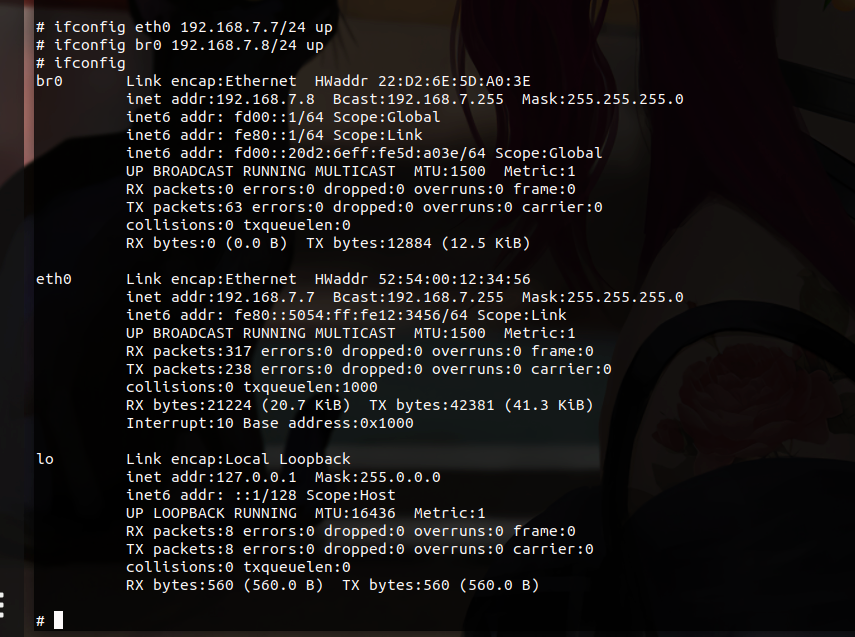 # ifconfig eth0 192.168.7.7/24 up
# ifconfig br0 192.168.7.8/24 up
# ifconfig
br0       Link encap:Ethernet  HWaddr 22:D2:6E:5D:A0:3E
          inet addr:192.168.7.8  Bcast:192.168.7.255  Mask:255.255.255.0
          inet6 addr: fd00::1/64 Scope:Global
          inet6 addr: fe80::1/64 Scope:Link
          inet6 addr: fd00::20d2:6eff:fe5d:a03e/64 Scope:Global
          UP BROADCAST RUNNING MULTICAST  MTU:1500  Metric:1
          RX packets:0 errors:0 dropped:0 overruns:0 frame:0
          TX packets:63 errors:0 dropped:0 overruns:0 carrier:0
          collisions:0 txqueuelen:0
          RX bytes:0 (0.0 B)  TX bytes:12884 (12.5 KiB)

eth0      Link encap:Ethernet  HWaddr 52:54:00:12:34:56
          inet addr:192.168.7.7  Bcast:192.168.7.255  Mask:255.255.255.0
          inet6 addr: fe80::5054:ff:fe12:3456/64 Scope:Link
          UP BROADCAST RUNNING MULTICAST  MTU:1500  Metric:1
          RX packets:317 errors:0 dropped:0 overruns:0 frame:0
          TX packets:238 errors:0 dropped:0 overruns:0 carrier:0
          collisions:0 txqueuelen:1000
          RX bytes:21224 (20.7 KiB)  TX bytes:42381 (41.3 KiB)
          Interrupt:10 Base address:0x1000

lo        Link encap:Local Loopback
          inet addr:127.0.0.1  Mask:255.0.0.0
          inet6 addr: ::1/128 Scope:Host
          UP LOOPBACK RUNNING  MTU:16436  Metric:1
          RX packets:8 errors:0 dropped:0 overruns:0 frame:0
          TX packets:8 errors:0 dropped:0 overruns:0 carrier:0
          collisions:0 txqueuelen:0
          RX bytes:560 (560.0 B)  TX bytes:560 (560.0 B)

#